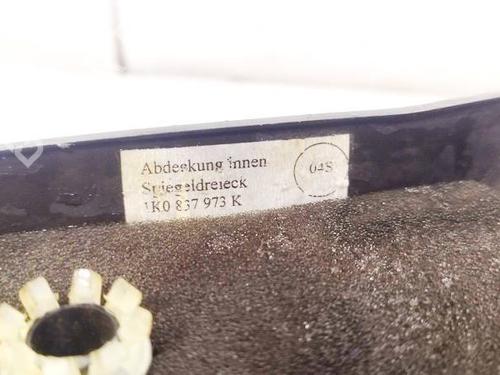 Abdeckung innen
Spiegeldreieck
1K0 837 973 K
04S